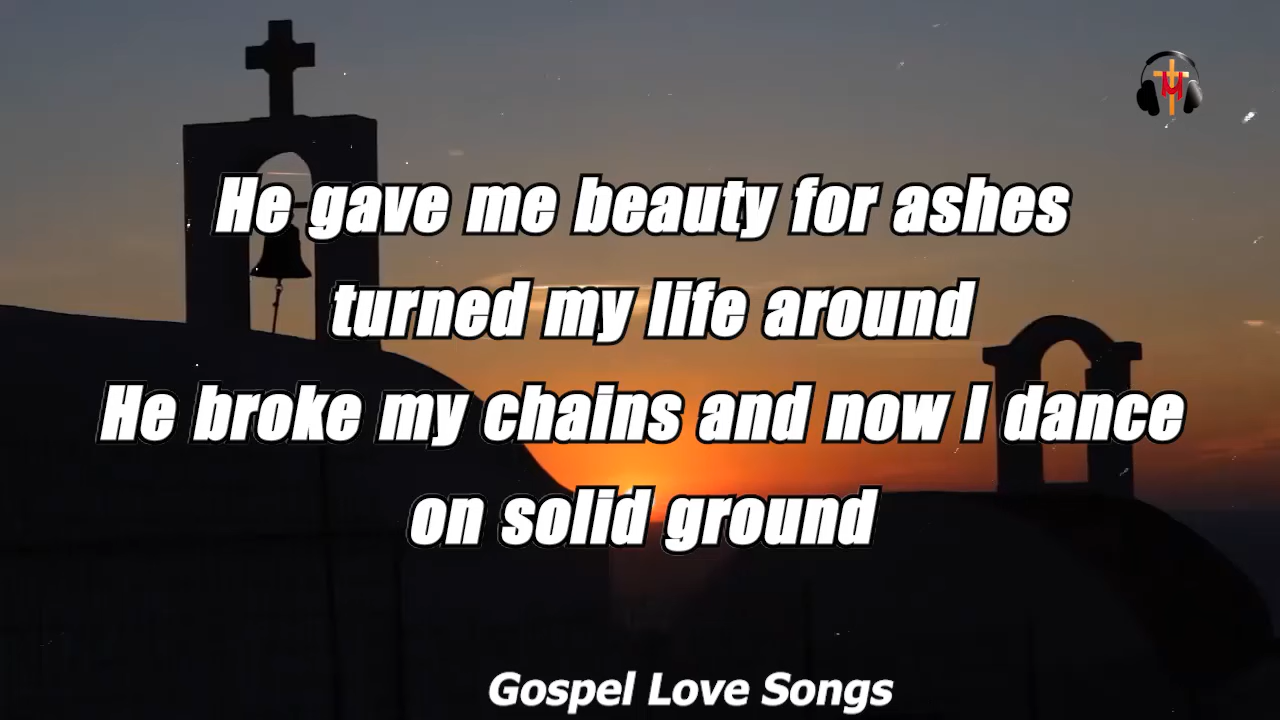 He gave me beauty for ashes
turned my life around
He broke my chains and now I dance
on solid ground
Gospel Love Songs